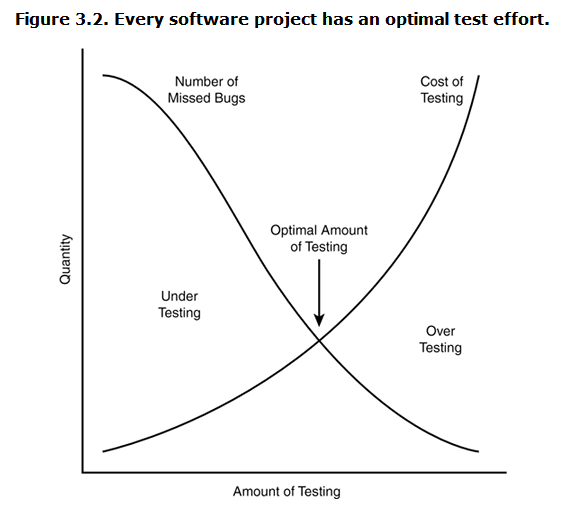 Figure 3.2. Every software project has an optimal test effort.
Number of
Missed Bugs
Cost of
Testing
Optimal Amount
of Testing
Quantity
Under
Testing
Over
Testing
Amount of Testing